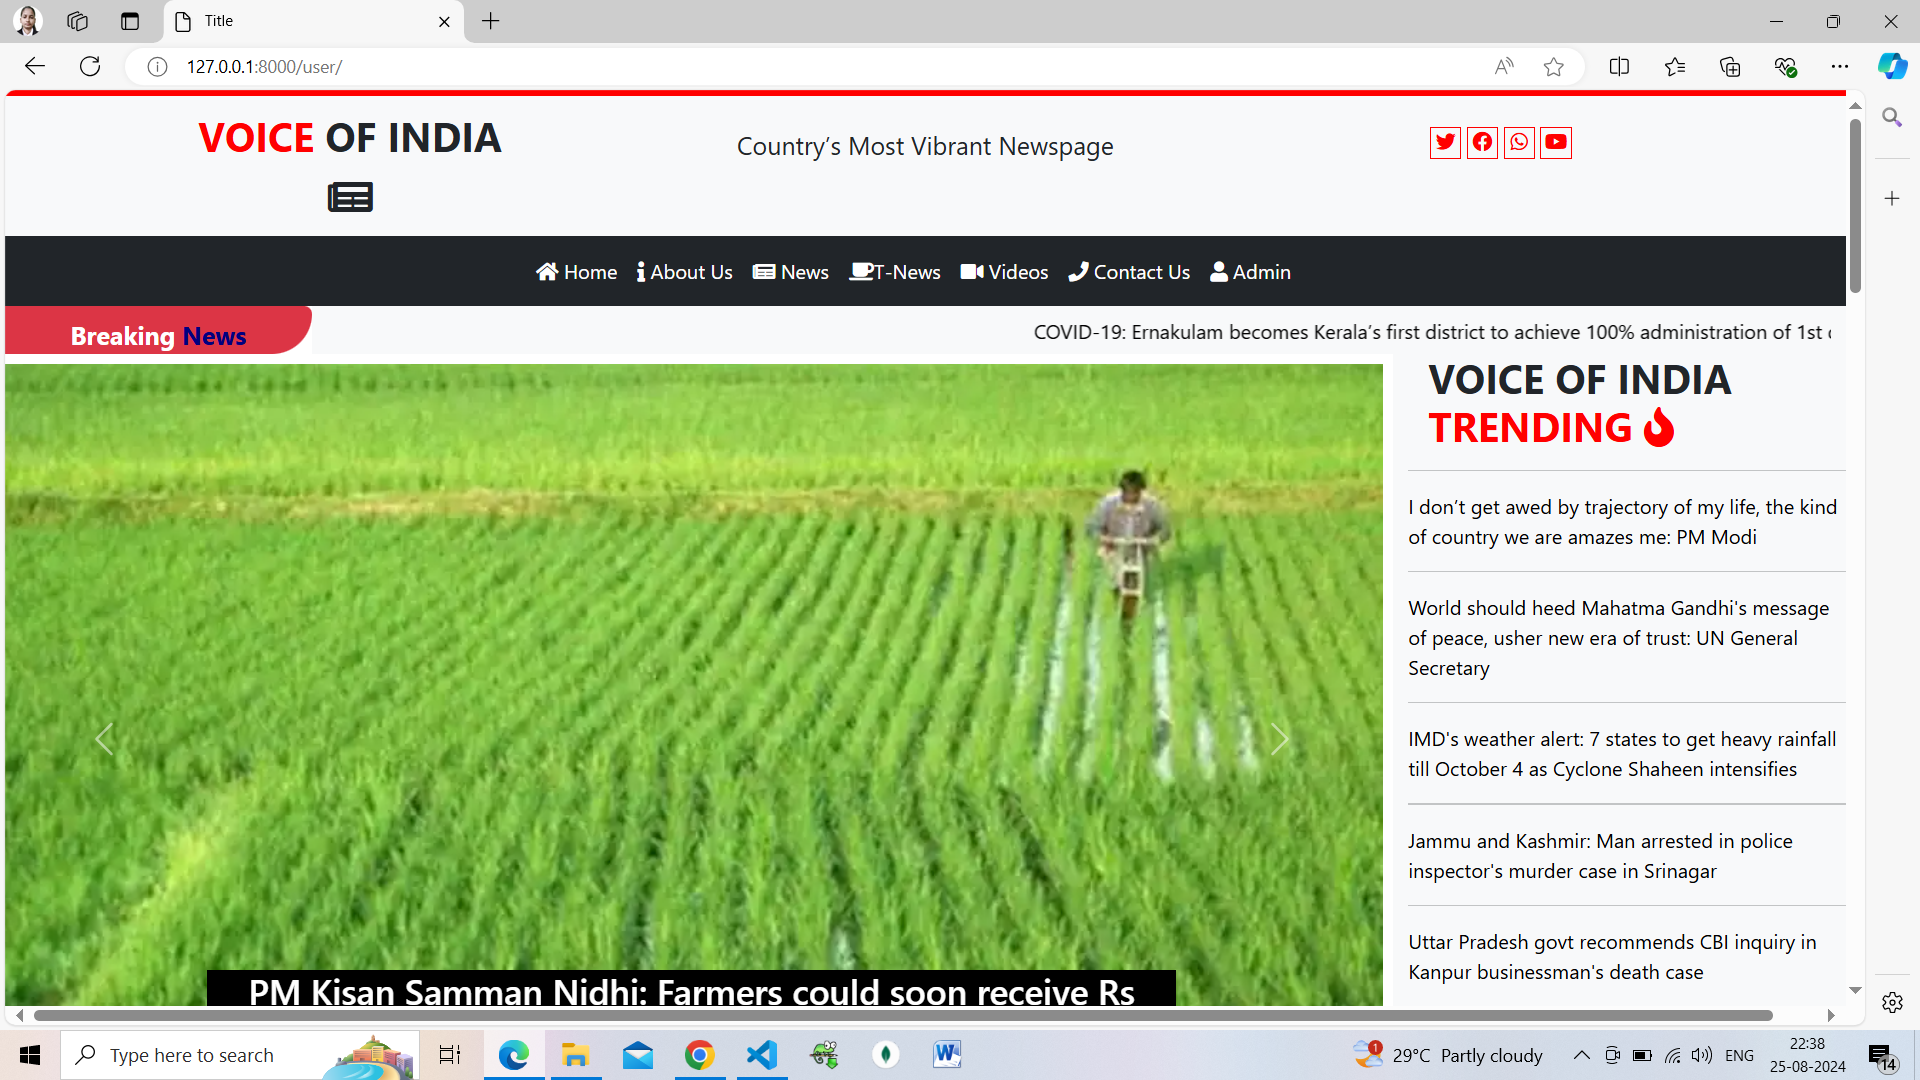 Title
127.0.0.1:8000/user/
VOICE OF INDIA
Country’s Most Vibrant Newspage
Home About Us News T-News Videos Contact Us Admin
Breaking News
COVID-19: Ernakulam becomes Kerala’s first district to achieve 100% administration of 1st
VOICE OF INDIA
TRENDING
I don’t get awed by trajectory of my life, the kind
of country we are amazes me: PM Modi
World should heed Mahatma Gandhi's message
of peace, usher new era of trust: UN General
Secretary
IMD's weather alert: 7 states to get heavy rainfall
till October 4 as Cyclone Shaheen intensifies
Jammu and Kashmir: Man arrested in police
inspector's murder case in Srinagar
Uttar Pradesh govt recommends CBI inquiry in
Kanpur businessman's death case
PM Kisan Samman Nidhi: Farmers could soon receive Rs
Type here to search
1
29°C Partly cloudy
ENG
22:38
25-08-2024
14